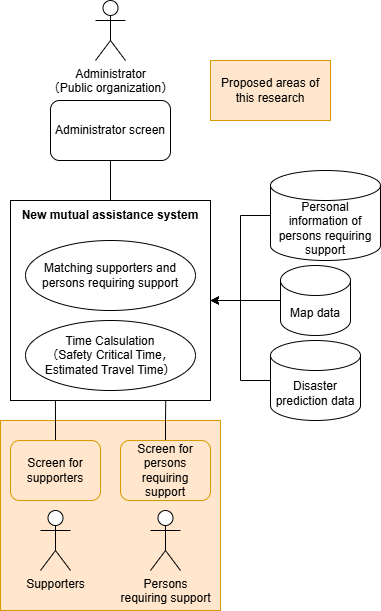 Administrator
（Public organization）
Proposed areas of
this research
Administrator screen
New mutual assistance system
Matching supporters and
persons requiring support
Time Calculation
（Safety Critical Time，
Estimated Travel Time）
Personal
information of
persons requiring
support
Map data
Disaster
prediction data
Screen for
supporters
Screen for
persons
requiring
support
Supporters
Persons
requiring support